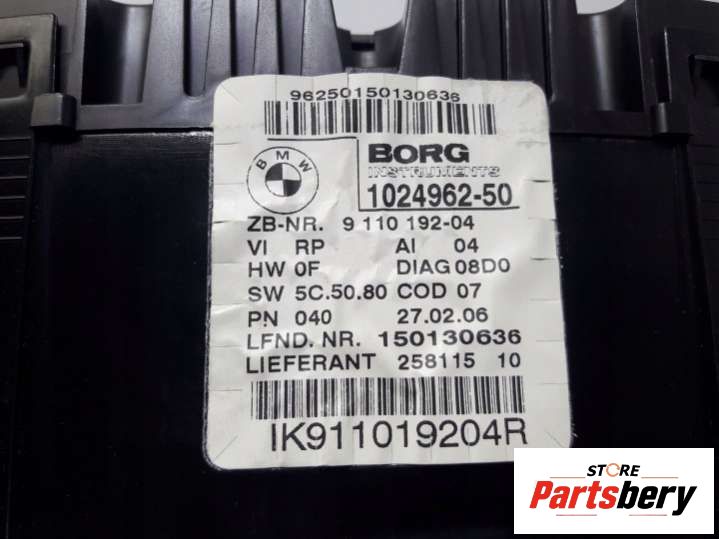 96250150130636
BMW
BORG
INSTRUMENTS
1024962-50
ZB-NR. 9 110 192-04
VI RP AI 04
HW 0F DIAG 08D0
SW 5C.50.80 COD 07
PN 040 27.02.06
LFND. NR. 150130636
LIEFERANT 258115 10
IK911019204R
STORE
Partsbery